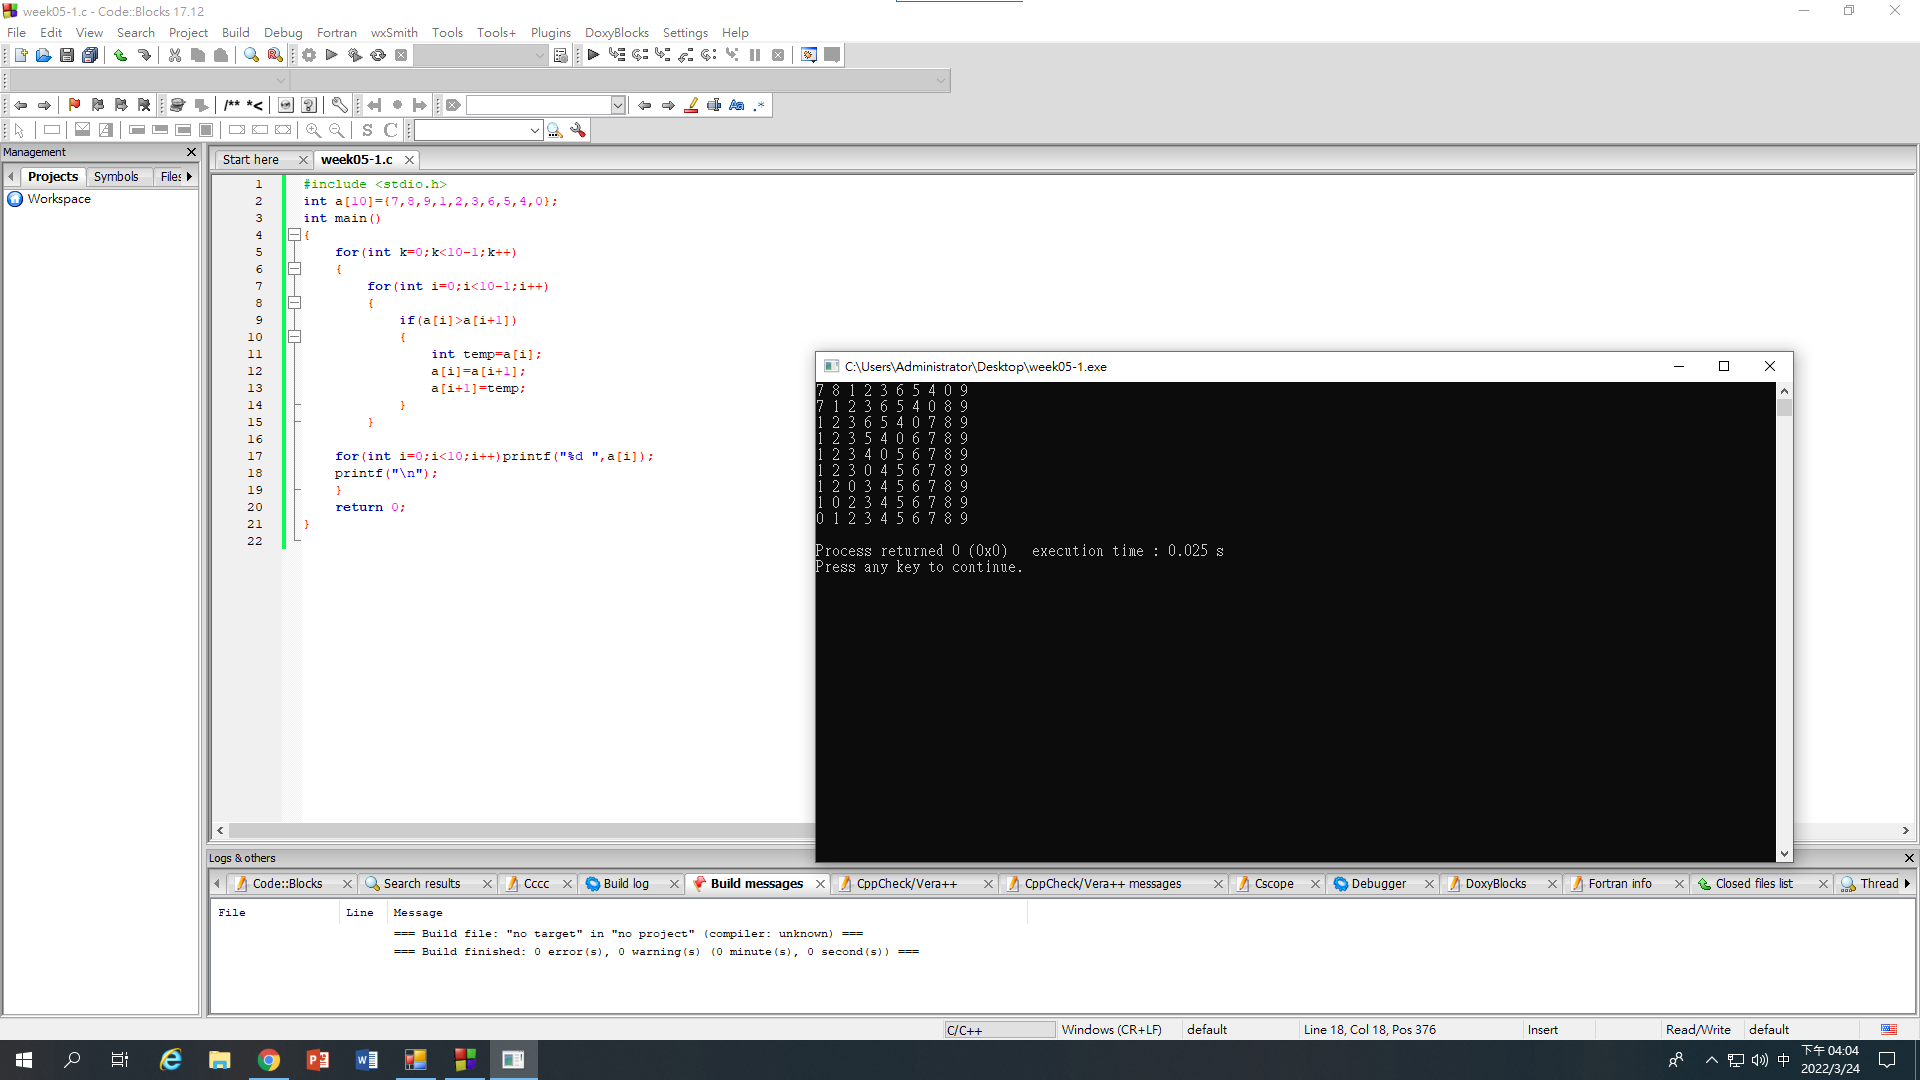 week05-1.c - Code::Blocks 17.12
File Edit View Search Project Build Debug Fortran wxSmith Tools Tools+ Plugins DoxyBlocks Settings Help
/** *<
Aa .*
S C
Management
Projects Symbols Files
Workspace
Start here week05-1.c
1 #include <stdio.h>
2 int a[10]={7,8,9,1,2,3,6,5,4,0};
3 int main()
4 {
5 for(int k=0;k<10-1;k++)
6 {
7 for(int i=0;i<10-1;i++)
8 {
9 if(a[i]>a[i+1])
10 {
11 int temp=a[i];
12 a[i]=a[i+1];
13 a[i+1]=temp;
14 }
15 }
16
17 for(int i=0;i<10;i++)printf("%d ",a[i]);
18 printf("\n");
19 }
20 return 0;
21 }
22
C:\Users\Administrator\Desktop\week05-1.exe
7 8 1 2 3 6 5 4 0 9
7 1 2 3 6 5 4 0 8 9
1 2 3 6 5 4 0 7 8 9
1 2 3 5 4 0 6 7 8 9
1 2 3 4 0 5 6 7 8 9
1 2 3 0 4 5 6 7 8 9
1 2 0 3 4 5 6 7 8 9
1 0 2 3 4 5 6 7 8 9
0 1 2 3 4 5 6 7 8 9
Process returned 0 (0x0) execution time : 0.025 s
Press any key to continue.
Logs & others
Code::Blocks Search results Cccc Build log Build messages CppCheck/Vera++ CppCheck/Vera++ messages Cscope Debugger DoxyBlocks Fortran info Closed files list Thread
File Line Message
=== Build file: "no target" in "no project" (compiler: unknown) ===
=== Build finished: 0 error(s), 0 warning(s) (0 minute(s), 0 second(s)) ===
C/C++ Windows (CR+LF) default Line 18, Col 18, Pos 376 Insert Read/Write default
中 下午 04:04
2022/3/24